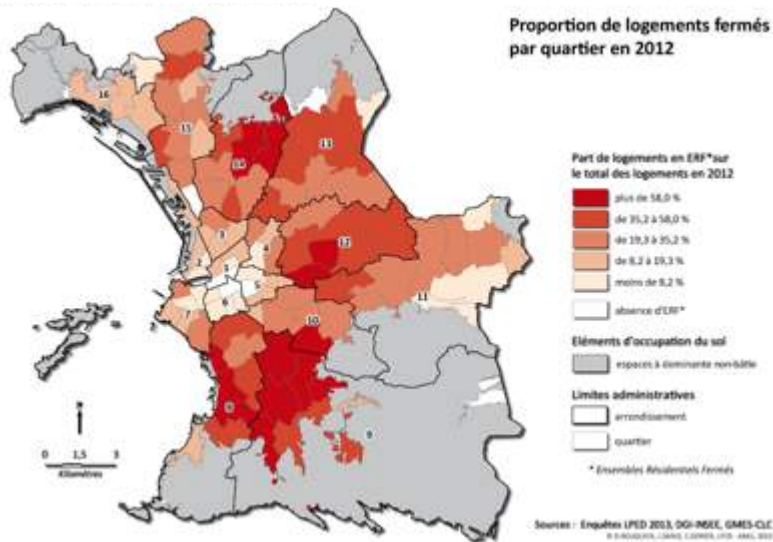 Proportion de logements fermés
par quartier en 2012
Part de logements en ERF*sur
le total des logements en 2012
plus de 58,0 %
de 35,2 à 58,0 %
de 19,3 à 35,2 %
de 8,2 à 19,3 %
moins de 8,2 %
absence d'ERF*
Eléments d'occupation du sol
espaces à dominante non-bâtie
Limites administratives
arrondissement
quartier
* Ensembles Résidentiels Fermés
Sources : Enquêtes LPED 2013, DGI-INSEE, GMES-CLC
16
15
14
13
3
4
12
2
1
5
6
7
11
10
8
9
N
0 1,5 3
Kilomètres